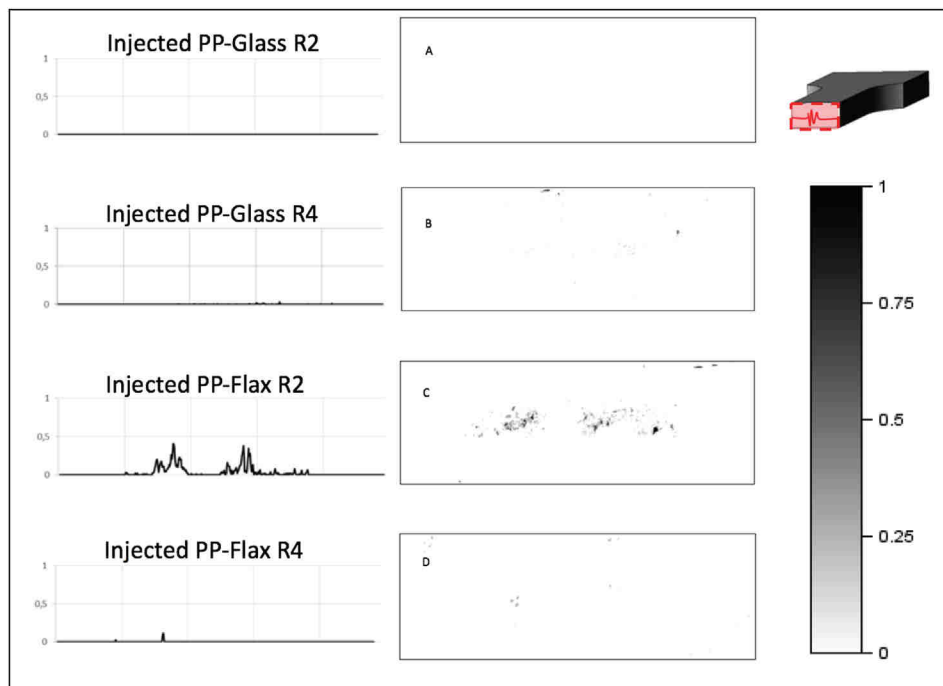 Injected PP-Glass R2
1
0,5
0
A
Injected PP-Glass R4
1
0,5
0
B
Injected PP-Flax R2
1
0,5
0
C
Injected PP-Flax R4
1
0,5
0
D
1
0.75
0.5
0.25
0